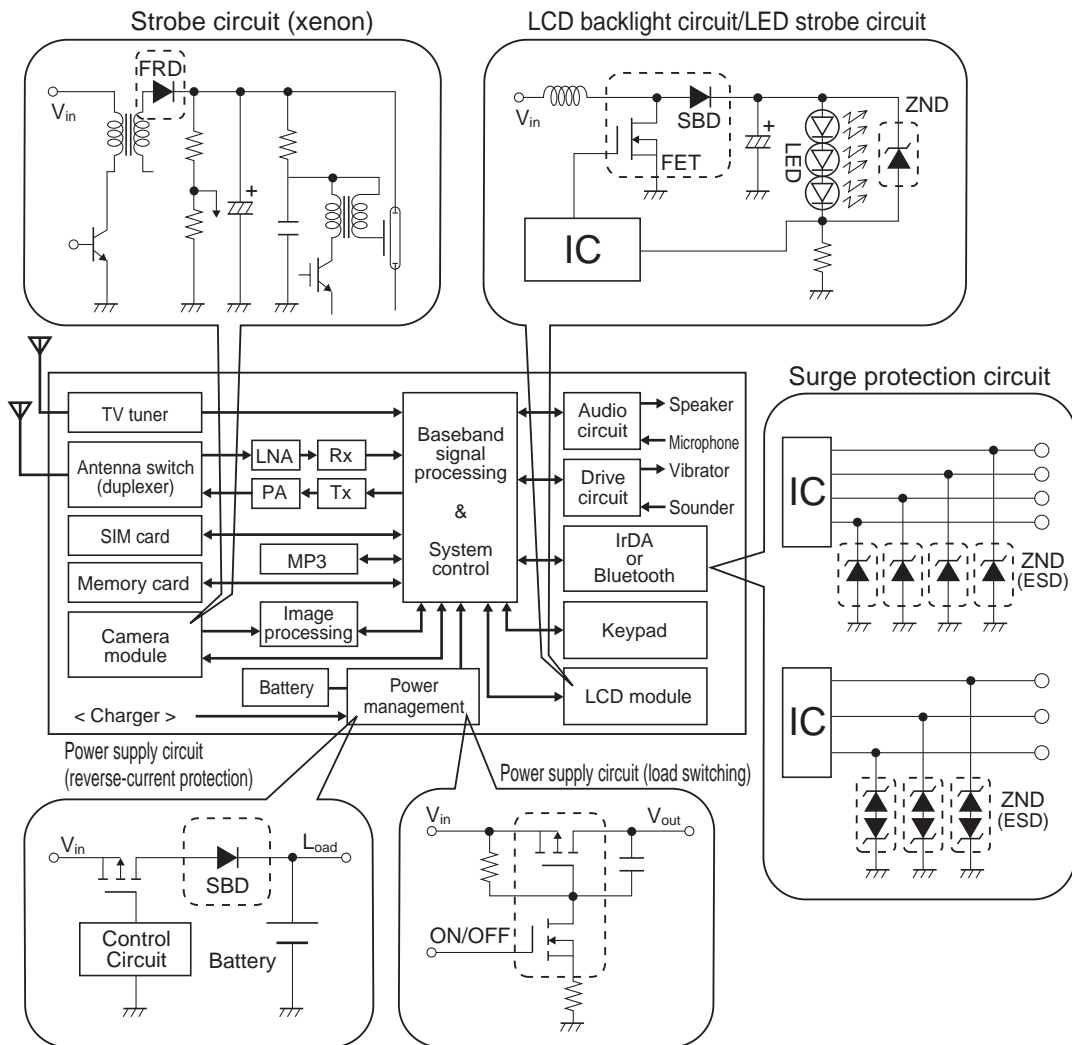 Strobe circuit (xenon)
FRD
Vin
+
LCD backlight circuit/LED strobe circuit
Vin
SBD
FET
+
LED
ZND
IC
TV tuner
Antenna switch
(duplexer)
LNA
Rx
PA
Tx
SIM card
MP3
Memory card
Camera
module
Image
processing
Battery
Power
management
< Charger >
Baseband
signal
processing
&
System
control
Audio
circuit
Speaker
Microphone
Drive
circuit
Vibrator
Sounder
IrDA
or
Bluetooth
Keypad
LCD module
Surge protection circuit
IC
ZND
(ESD)
IC
ZND
(ESD)
Power supply circuit
(reverse-current protection)
Vin
SBD
Load
Control
Circuit
Battery
Power supply circuit (load switching)
Vin
Vout
ON/OFF